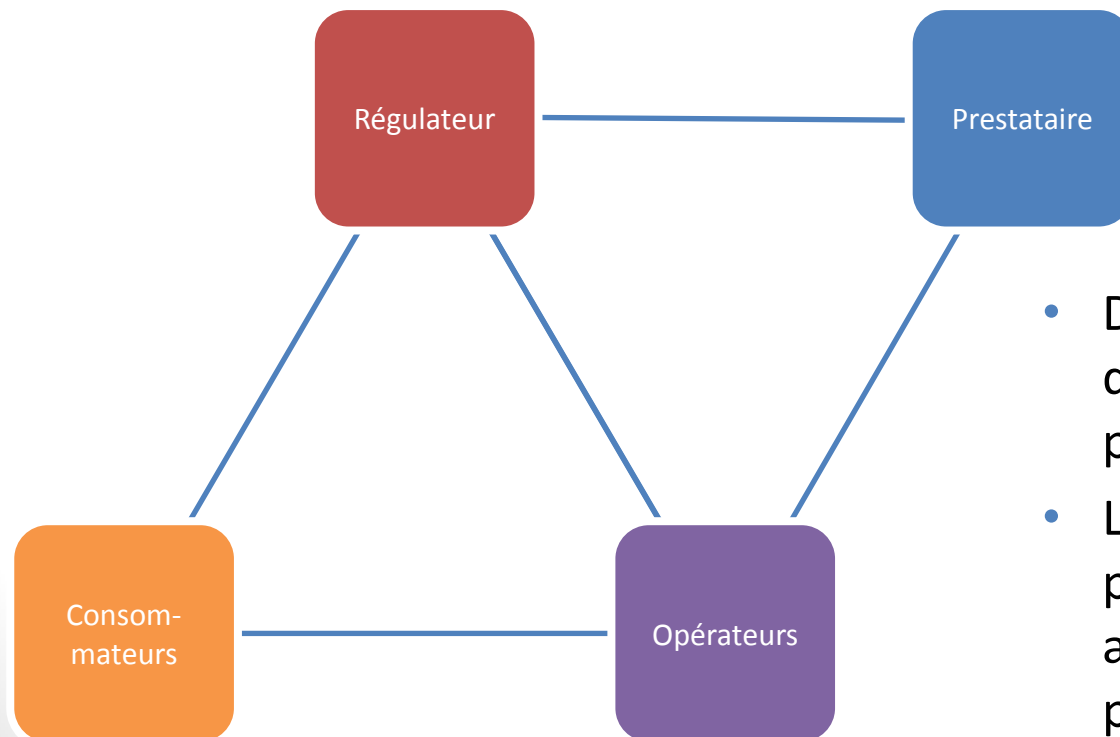 Régulateur
Prestataire
Consom-
mateurs
Opérateurs